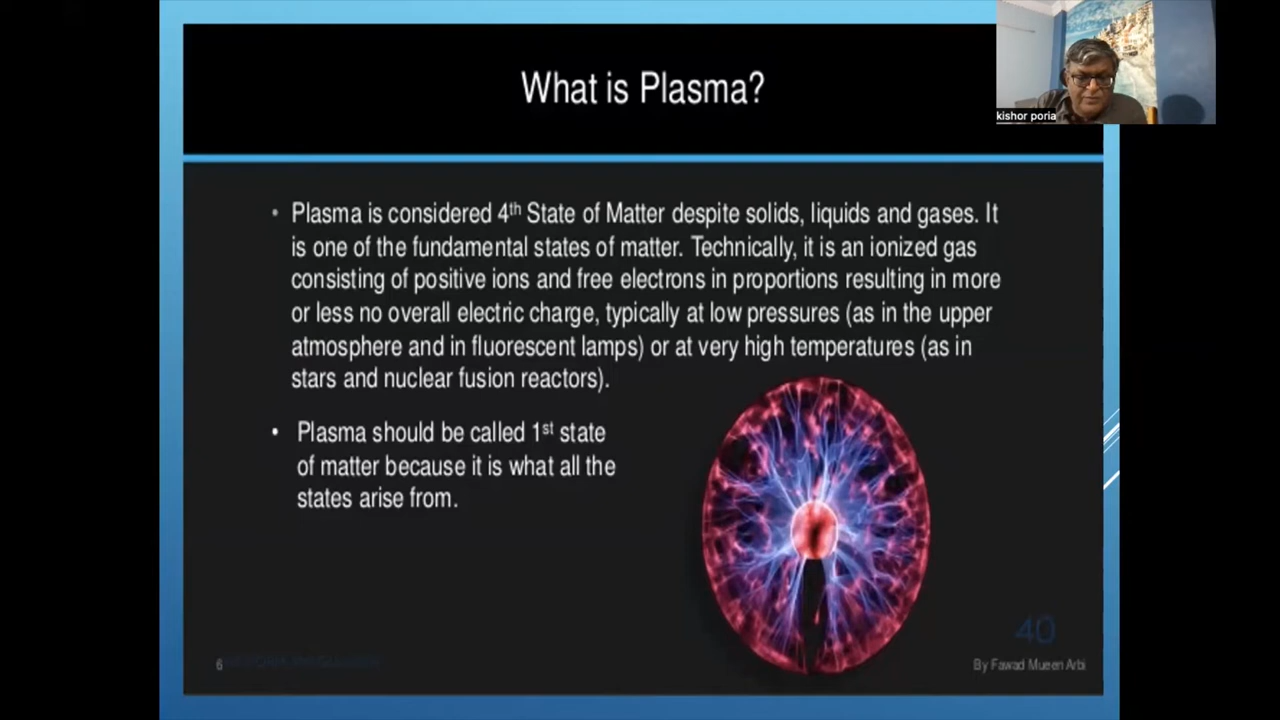 What is Plasma?
kishor poria
• Plasma is considered 4th State of Matter despite solids, liquids and gases. It
is one of the fundamental states of matter. Technically, it is an ionized gas
consisting of positive ions and free electrons in proportions resulting in more
or less no overall electric charge, typically at low pressures (as in the upper
atmosphere and in fluorescent lamps) or at very high temperatures (as in
stars and nuclear fusion reactors).
• Plasma should be called 1st state
of matter because it is what all the
states arise from.
40
6
By Fawad Mueen Arbi